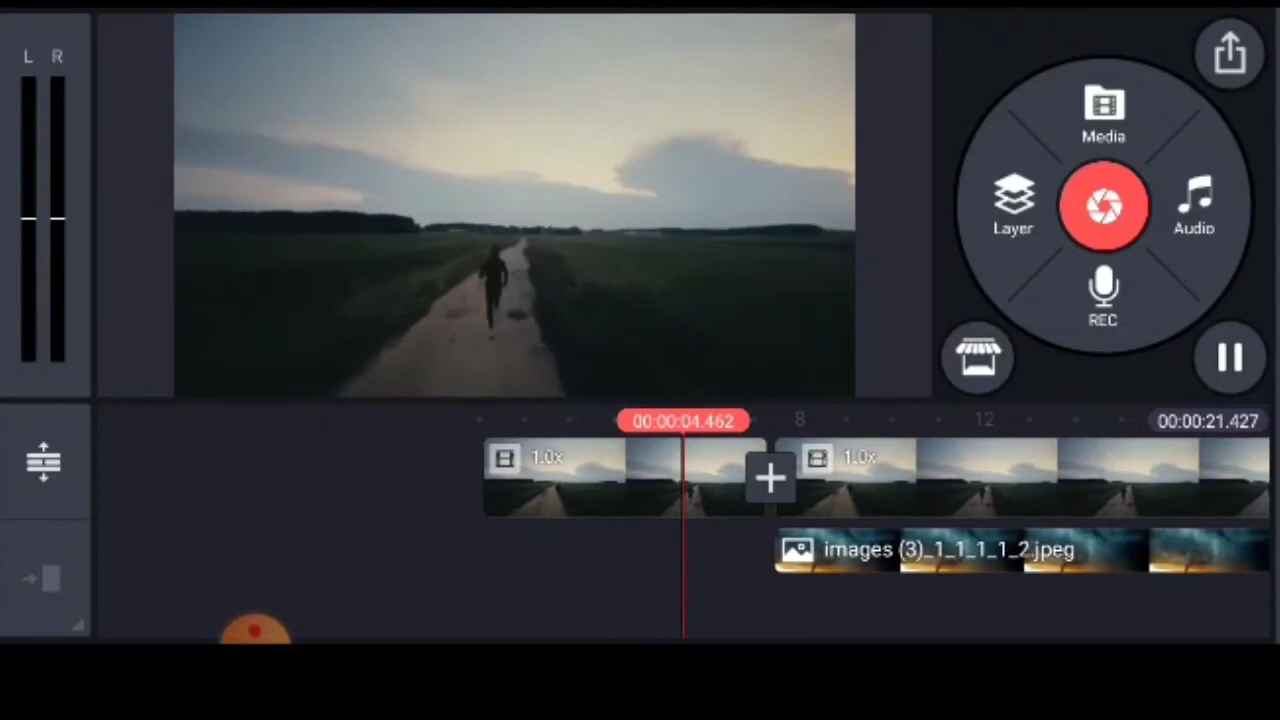 L R
Media
Layer
Audio
REC
00:00:04.462
8
12
00:00:21.427
1.0x
1.0x
images (3)_1_1_1_1_2.jpeg